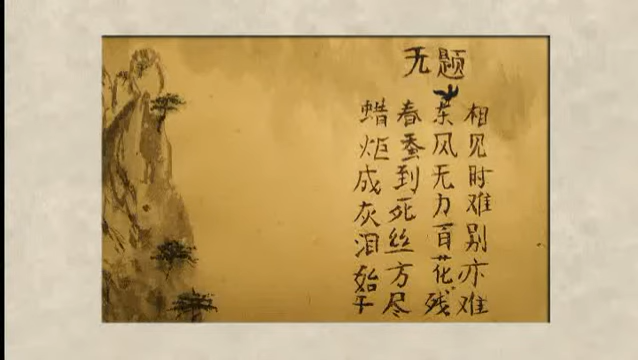 无题
相见时难别亦难
东风无力百花残
春蚕到死丝方尽
蜡炬成灰泪始干